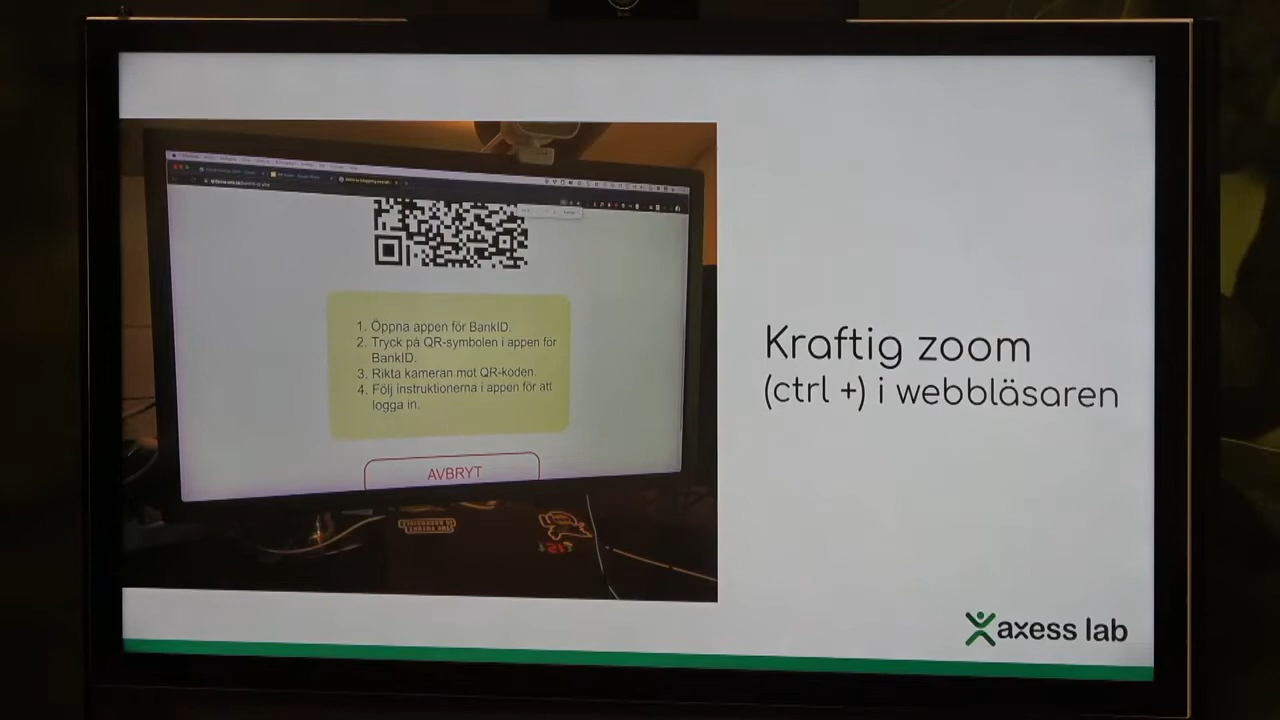 1. Öppna appen för BankID.
2. Tryck på QR-symbolen i appen för
BankID.
3. Rikta kameran mot QR-koden.
4. Följ instruktionerna i appen för att
logga in.
AVBRYT
Kraftig zoom
(ctrl +) i webbläsaren
axess lab